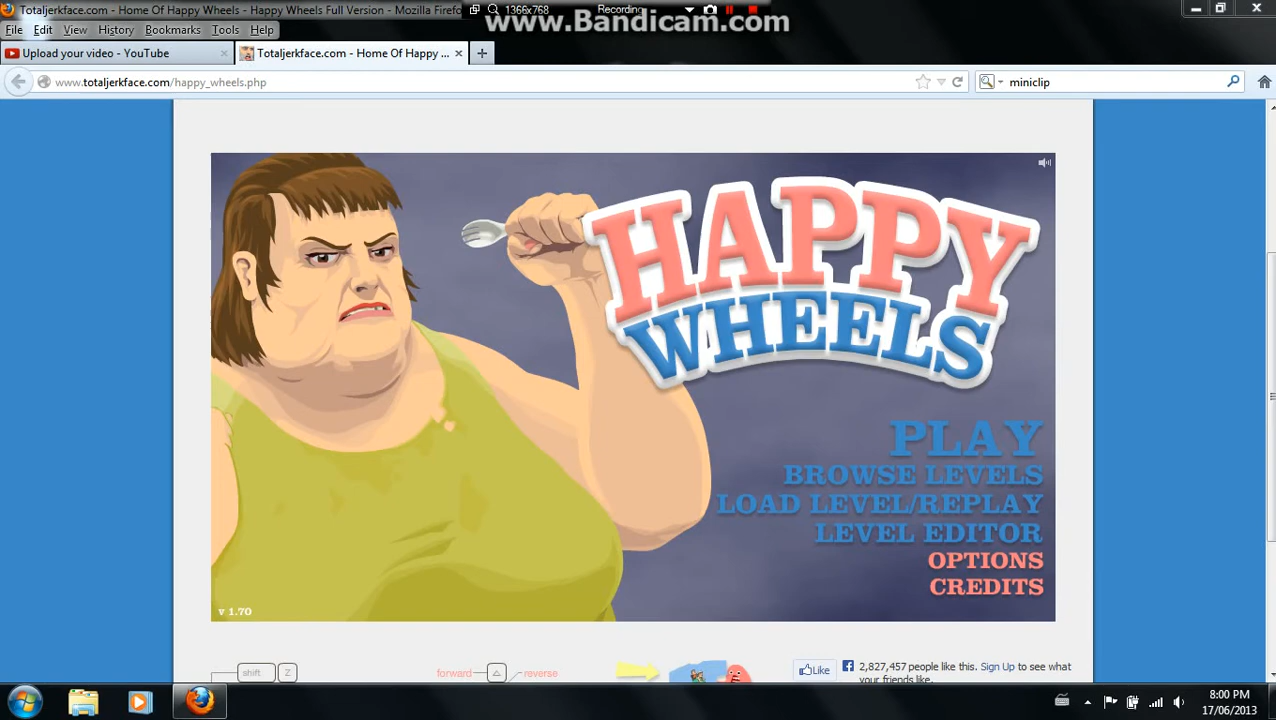 Totaljerkface.com - Home Of Happy Wheels - Happy Wheels Full Version - Mozilla Firefo
1366x768
Recording
www.Bandicam.com
File Edit View History Bookmarks Tools Help
Upload your video - YouTube
Totaljerkface.com - Home Of Happy ...
www.totaljerkface.com/happy_wheels.php
miniclip
HAPPY
WHEELS
PLAY
BROWSE LEVELS
LOAD LEVEL/REPLAY
LEVEL EDITOR
OPTIONS
CREDITS
v 1.70
shift Z
forward
reverse
Like
2,827,457 people like this. Sign Up to see what
your friends like.
8:00 PM
17/06/2013